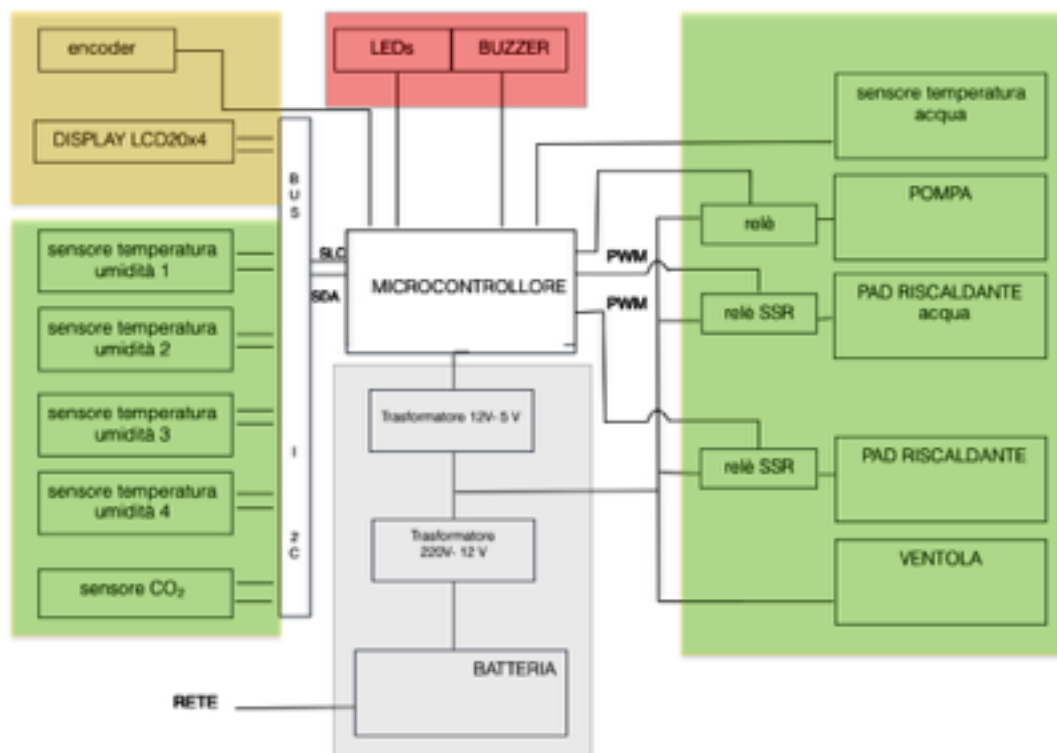 encoder
DISPLAY LCD20x4
LEDs
BUZZER
sensore temperatura
acqua
POMPA
relè
PAD RISCALDANTE
acqua
relè SSR
PWM
PWM
BUS
I
2C
SLC
SDA
MICROCONTROLLORE
sensore temperatura
umidità 1
sensore temperatura
umidità 2
sensore temperatura
umidità 3
sensore temperatura
umidità 4
sensore CO₂
Trasformatore 12V- 5 V
Trasformatore
220V- 12 V
relè SSR
PAD RISCALDANTE
VENTOLA
BATTERIA
RETE